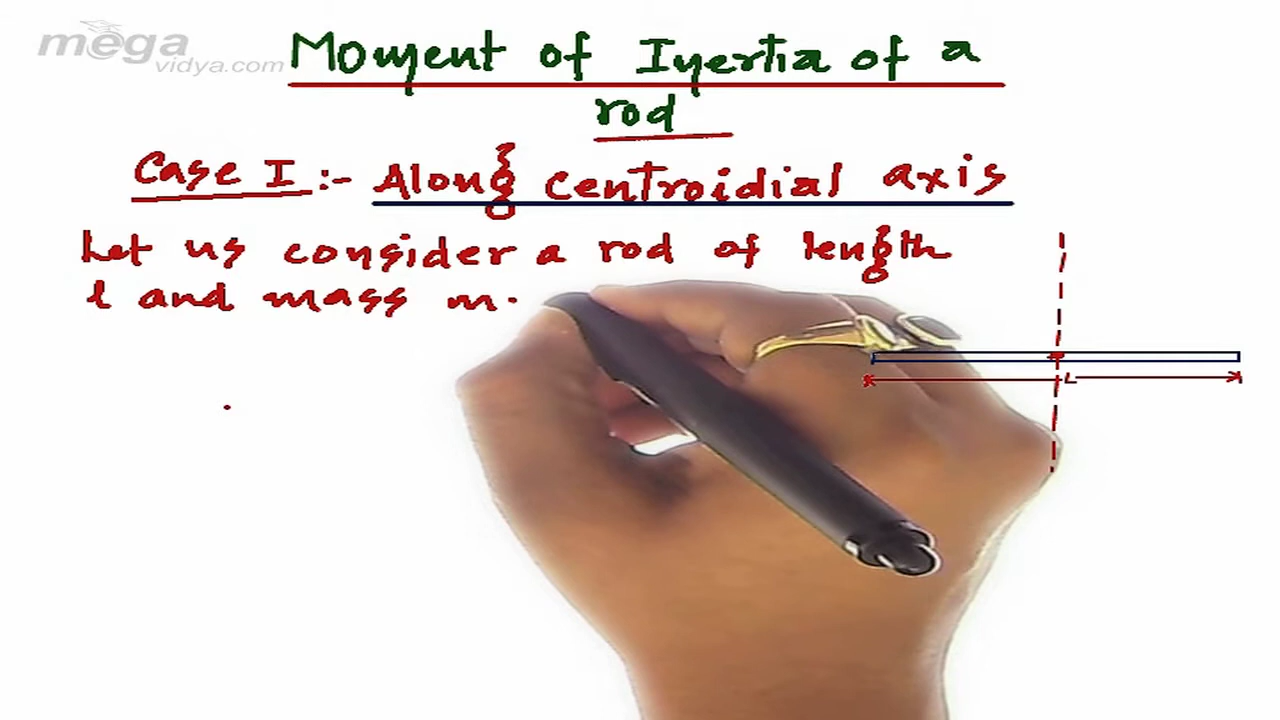 mega
vidya.com
Moment of Inertia of a
rod
Case I :- Along Centroidial axis
Let us consider a rod of length
l and mass m.
L